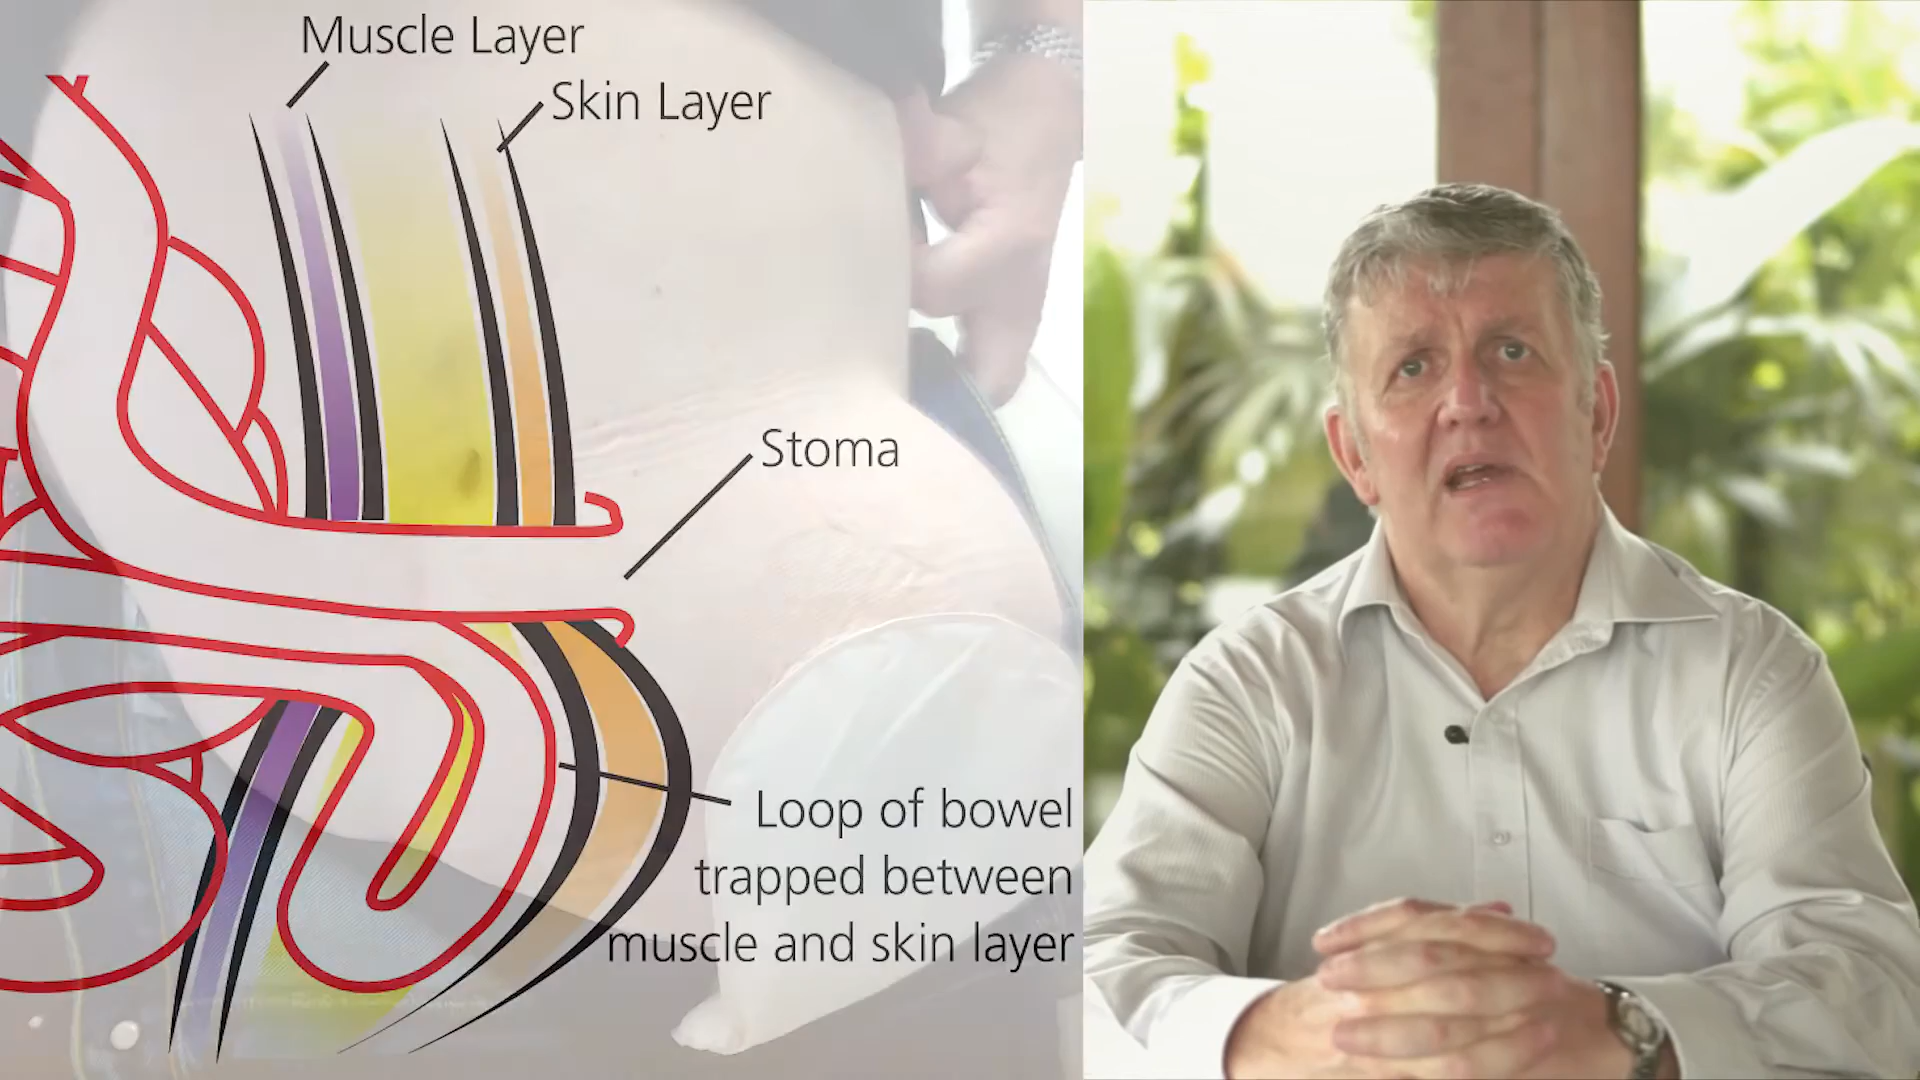 Muscle Layer
Skin Layer
Stoma
Loop of bowel
trapped between
muscle and skin layer